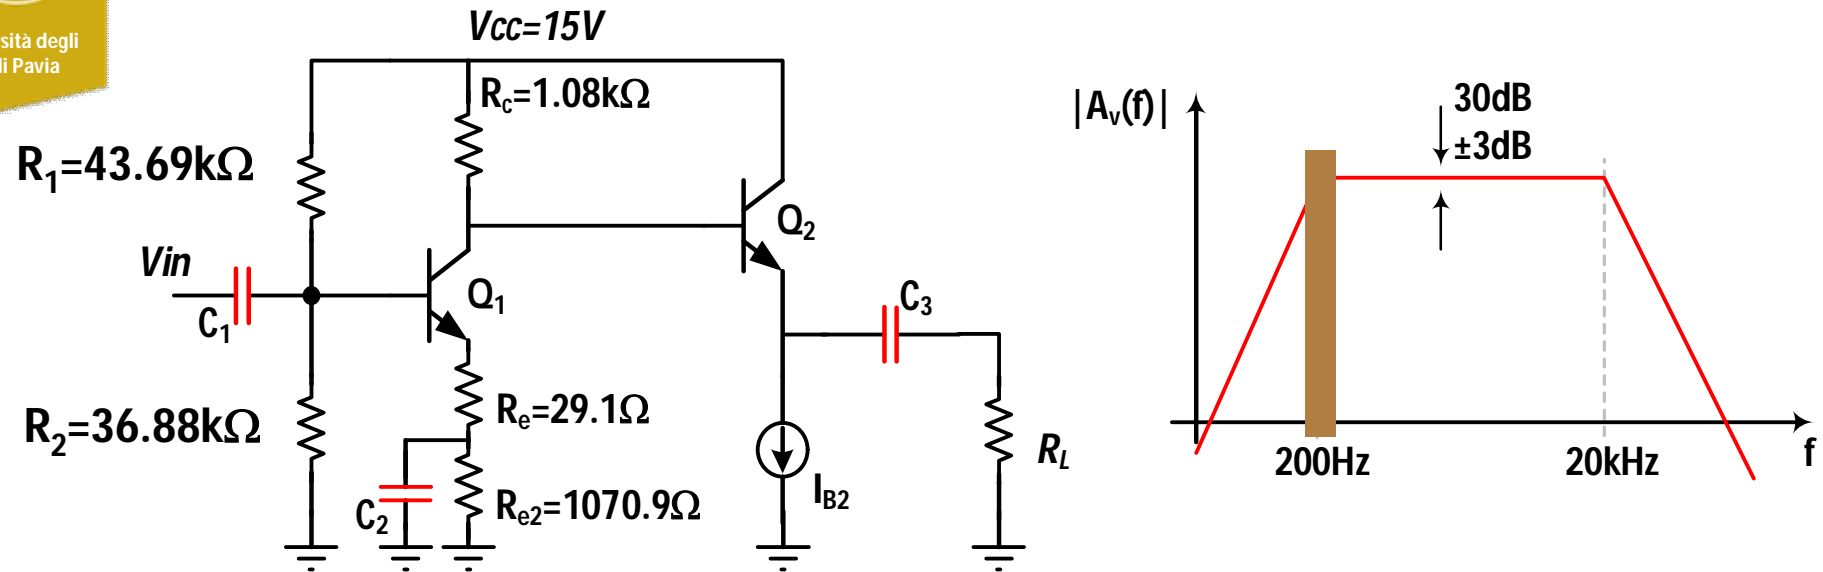 sità degli
di Pavia
Vcc=15V
Rc=1.08kΩ
R1=43.69kΩ
Vin
C1
Q1
Q2
C3
R2=36.88kΩ
Re=29.1Ω
C2
Re2=1070.9Ω
IB2
RL
|Av(f)|
30dB
±3dB
200Hz
20kHz
f